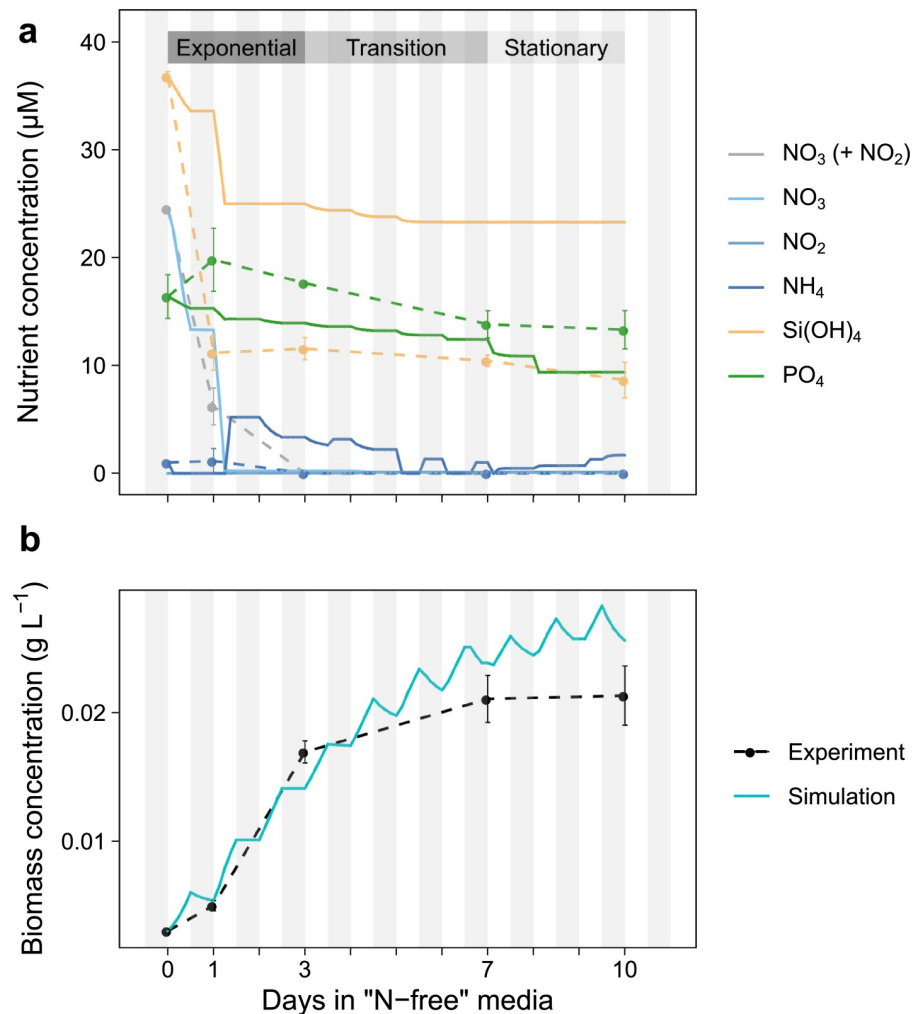 a
40
30
20
10
0
Nutrient concentration (µM)
Exponential Transition Stationary
NO3 (+ NO2)
NO3
NO2
NH4
Si(OH)4
PO4
b
Biomass concentration (g L⁻¹)
0.02
0.01
Experiment
Simulation
0 1 3 7 10
Days in "N−free" media